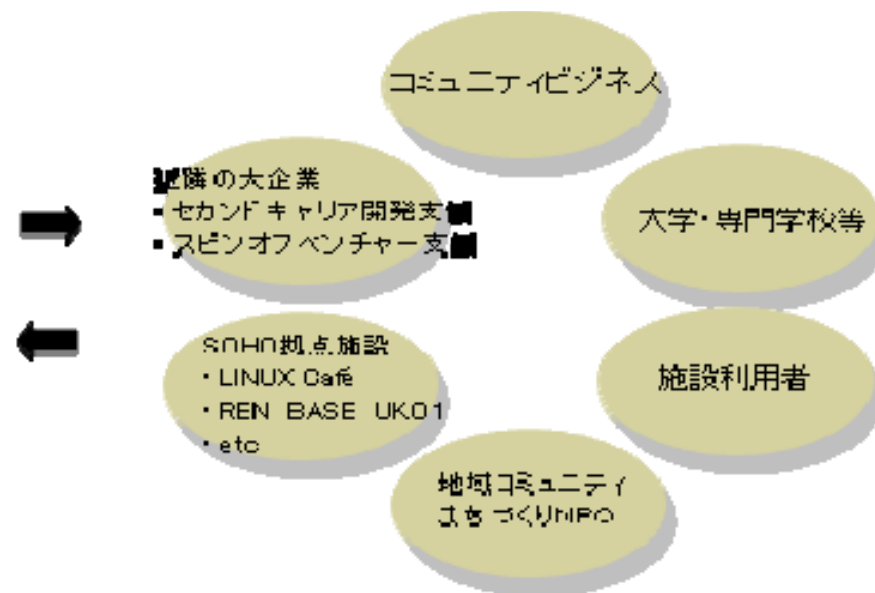 コミュニティビジネス
近隣の大企業
・セカンドキャリア開発支援
・スピンオフベンチャー支援
大学・専門学校等
SOHO拠点施設
・LINUX Café
・REN BASE UK01
・etc
施設利用者
地域コミュニティ
まちづくりNPO